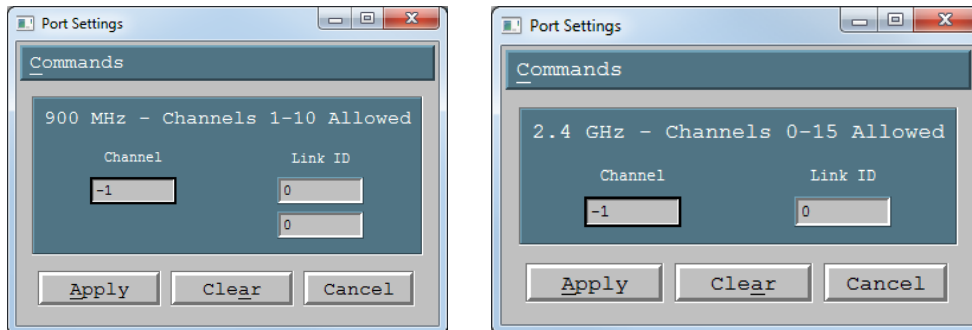 Port Settings
Commands
900 MHz - Channels 1-10 Allowed
Channel Link ID
-1 0
0
Apply Clear Cancel
Port Settings
Commands
2.4 GHz - Channels 0-15 Allowed
Channel Link ID
-1 0
Apply Clear Cancel